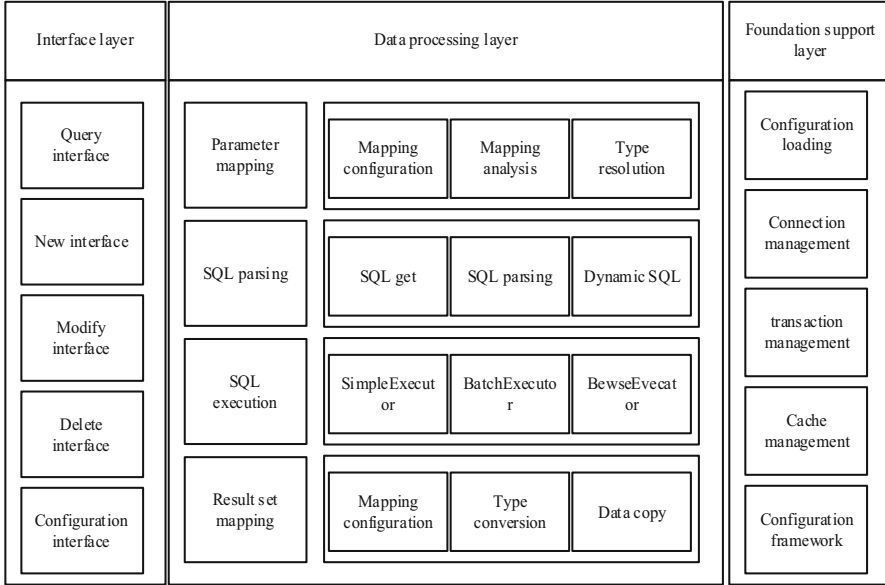 Interface layer
Data processing layer
Foundation support
layer
Query
interface
New interface
Modify
interface
Delete
interface
Configuration
interface
Parameter
mapping
Mapping
configuration
Mapping
analysis
Type
resolution
SQL parsing
SQL get
SQL parsing
Dynamic SQL
SQL
execution
SimpleExecut
or
BatchExecuto
r
BewseEvecat
or
Result set
mapping
Mapping
configuration
Type
conversion
Data copy
Configuration
loading
Connection
management
transaction
management
Cache
management
Configuration
framework